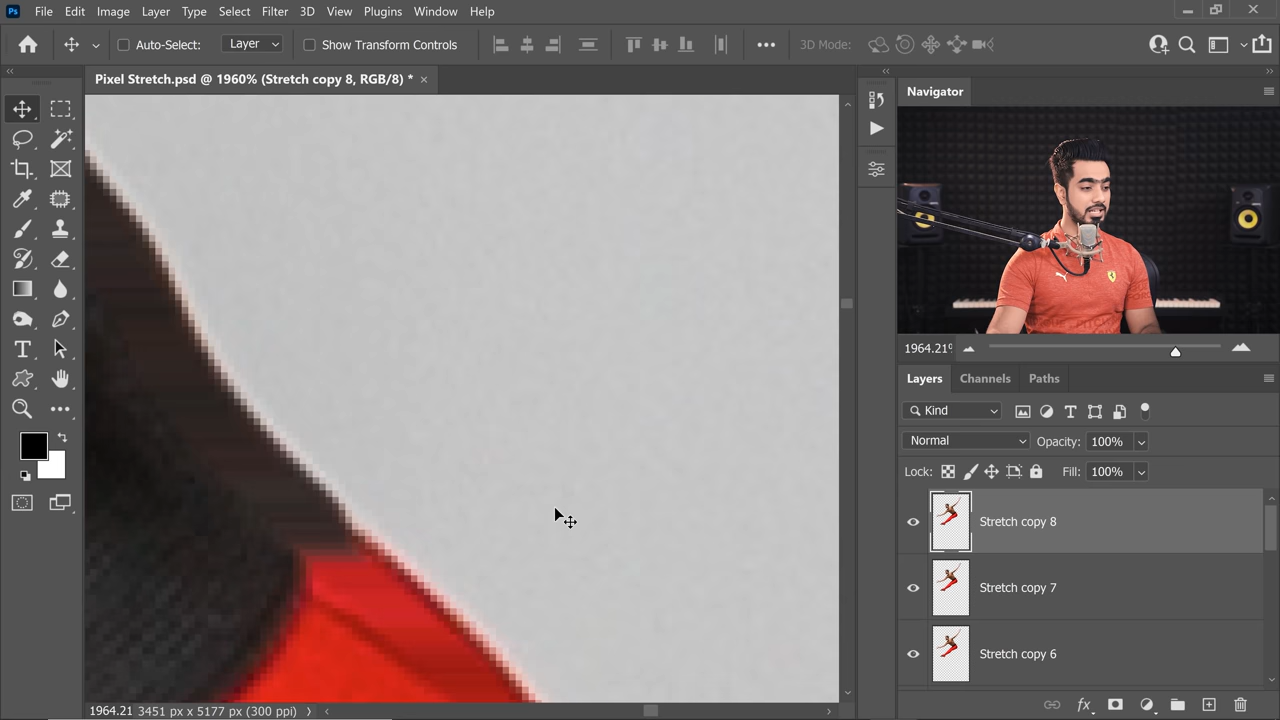 Ps File Edit Image Layer Type Select Filter 3D View Plugins Window Help
Auto-Select: Layer Show Transform Controls 3D Mode:
Pixel Stretch.psd @ 1960% (Stretch copy 8, RGB/8) *
Navigator
1964.21%
Layers Channels Paths
Kind
Normal Opacity: 100%
Lock: Fill: 100%
Stretch copy 8
Stretch copy 7
Stretch copy 6
1964.21 3451 px x 5177 px (300 ppi)